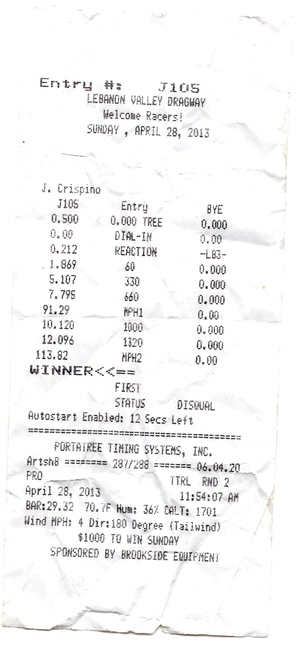 Entry #: J105
LEBANON VALLEY DRAGWAY
Welcome Racers!
SUNDAY , APRIL 28, 2013
J. Crispino
J105 Entry BYE
0.500 0.000 TREE 0.000
0.00 DIAL-IN 0.00
0.212 REACTION -LB3-
1.869 60 0.000
5.107 330 0.000
7.795 660 0.000
91.29 MPH1 0.00
10.120 1000 0.000
12.096 1320 0.000
113.82 MPH2 0.00
WINNER<<==
FIRST
STATUS DISQUAL
Autostart Enabled: 12 Secs Left
========================================
PORTATREE TIMING SYSTEMS, INC.
Artsh8 ======== 287/288 ======= 06.04.20
PRO TTRL RND 2
April 28, 2013 11:54:07 AM
BAR:29.32 70.7F Hum: 36% CALT: 1701
Wind MPH: 4 Dir:180 Degree (Tailwind)
$1000 TO WIN SUNDAY
SPONSORED BY BROOKSIDE EQUIPMENT